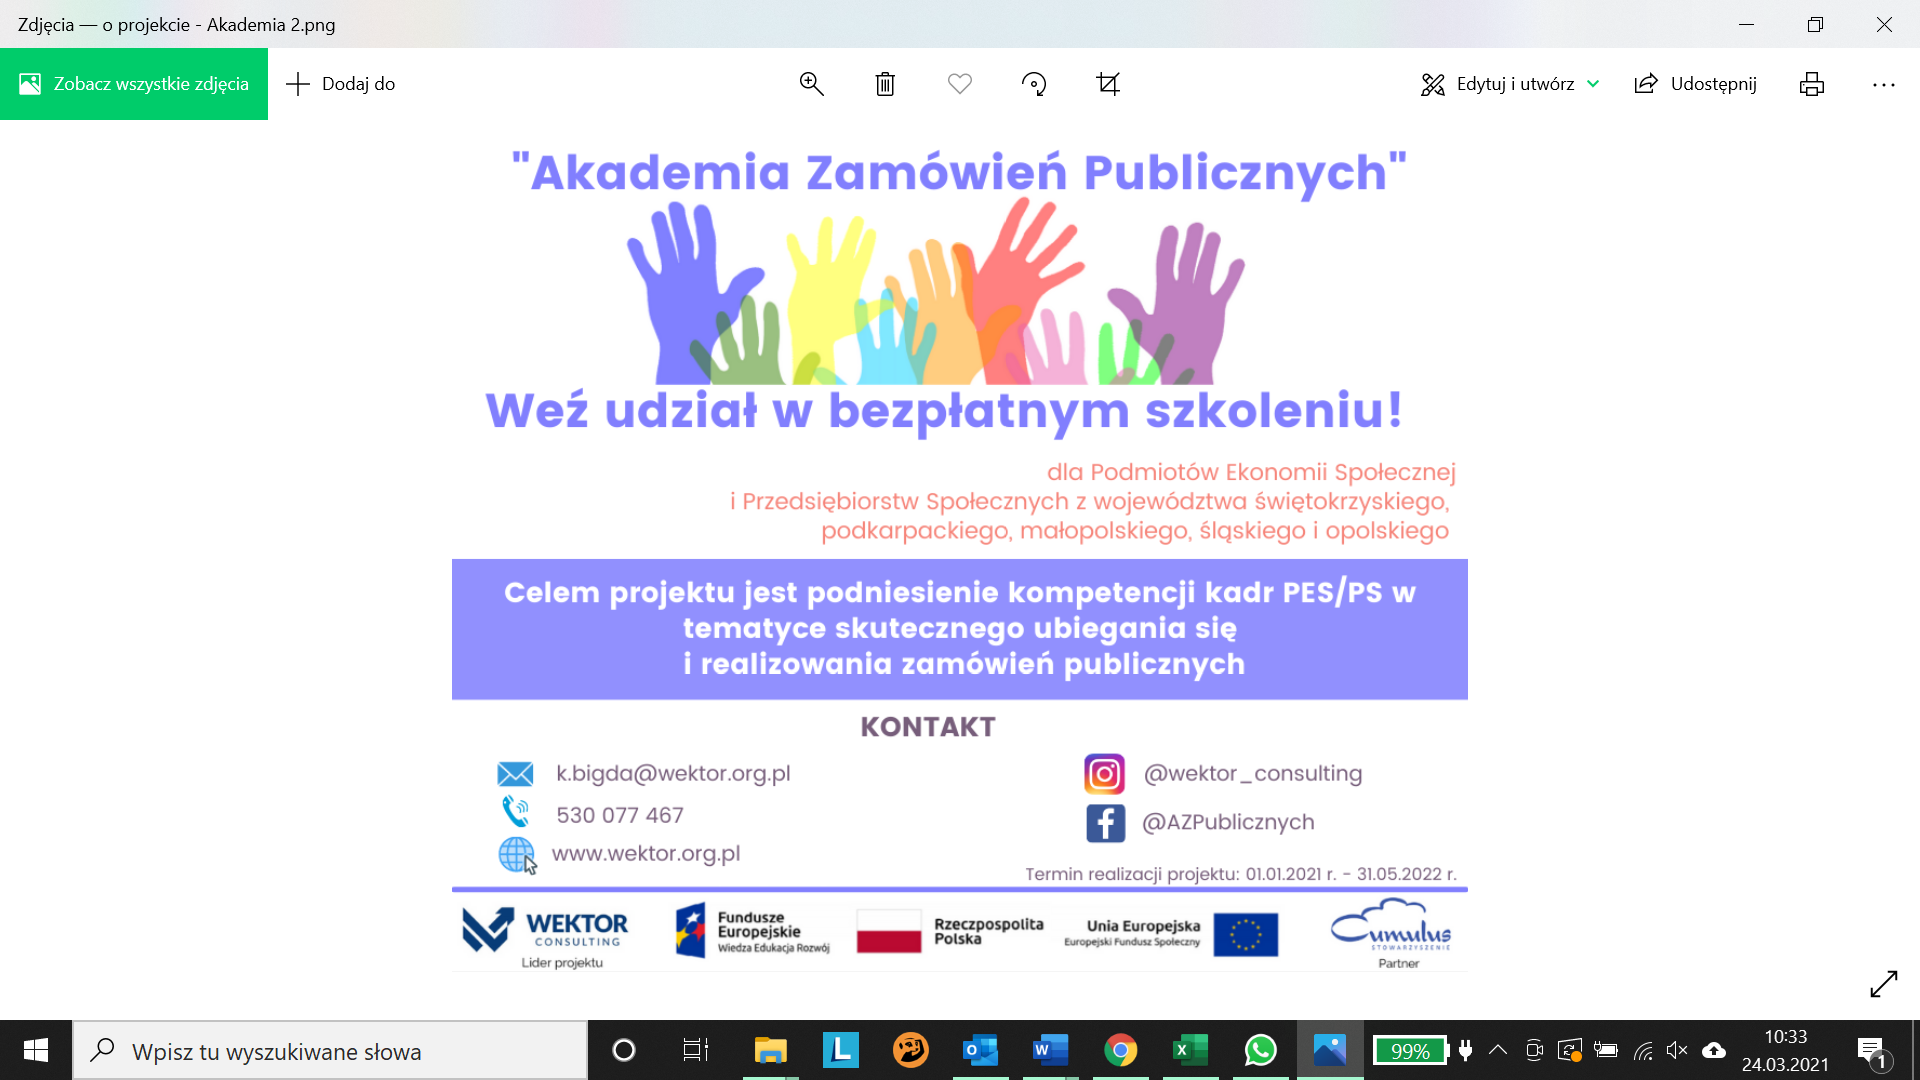 Zdjęcia — o projekcie - Akademia 2.png
Zobacz wszystkie zdjęcia
Dodaj do
Edytuj i utwórz
Udostępnij
"Akademia Zamówień Publicznych"
Weź udział w bezpłatnym szkoleniu!
dla Podmiotów Ekonomii Społecznej
i Przedsiębiorstw Społecznych z województwa świętokrzyskiego,
podkarpackiego, małopolskiego, śląskiego i opolskiego
Celem projektu jest podniesienie kompetencji kadr PES/PS w
tematyce skutecznego ubiegania się
i realizowania zamówień publicznych
KONTAKT
k.bigda@wektor.org.pl
530 077 467
www.wektor.org.pl
@wektor_consulting
@AZPublicznych
Termin realizacji projektu: 01.01.2021 r. - 31.05.2022 r.
WEKTOR
CONSULTING
Lider projektu
Fundusze
Europejskie
Wiedza Edukacja Rozwój
Rzeczpospolita
Polska
Unia Europejska
Europejski Fundusz Społeczny
Cumulus
STOWARZYSZENIE
Partner
Wpisz tu wyszukiwane słowa
L
O
W
X
99%
10:33
24.03.2021
1